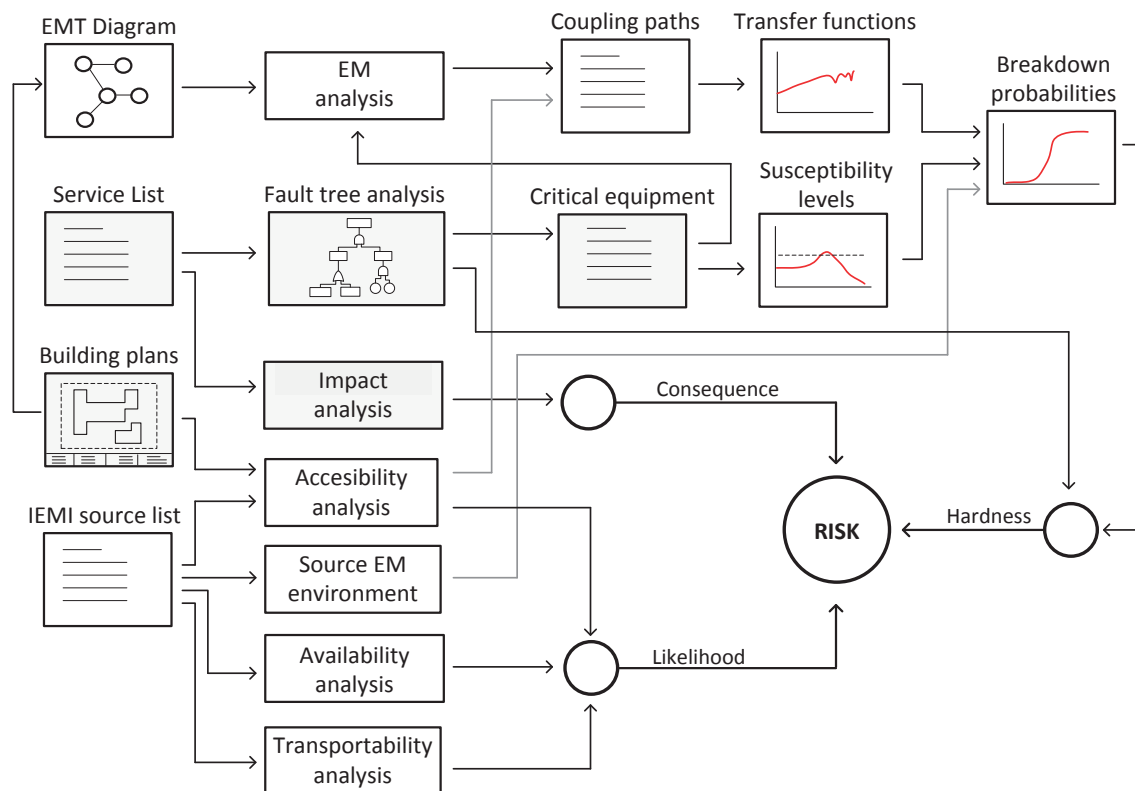 EMT Diagram
EM
analysis
Coupling paths
Transfer functions
Breakdown
probabilities
Service List
Fault tree analysis
Critical equipment
Susceptibility
levels
Building plans
Impact
analysis
Consequence
Accesibility
analysis
IEMI source list
RISK
Hardness
Source EM
environment
Availability
analysis
Likelihood
Transportability
analysis